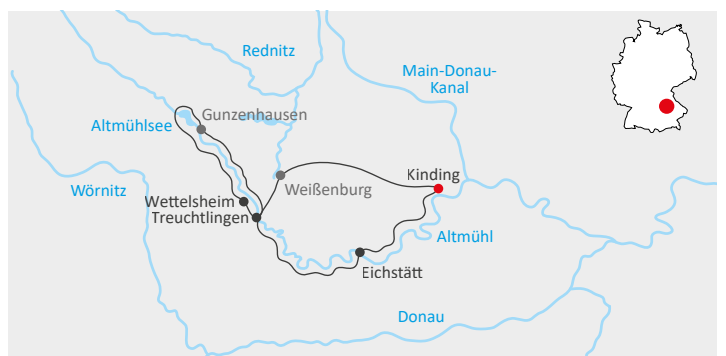 Rednitz
Main-Donau-
Kanal
Gunzenhausen
Altmühlsee
Kinding
Wörnitz
Weißenburg
Wettelsheim
Treuchtlingen
Altmühl
Eichstätt
Donau